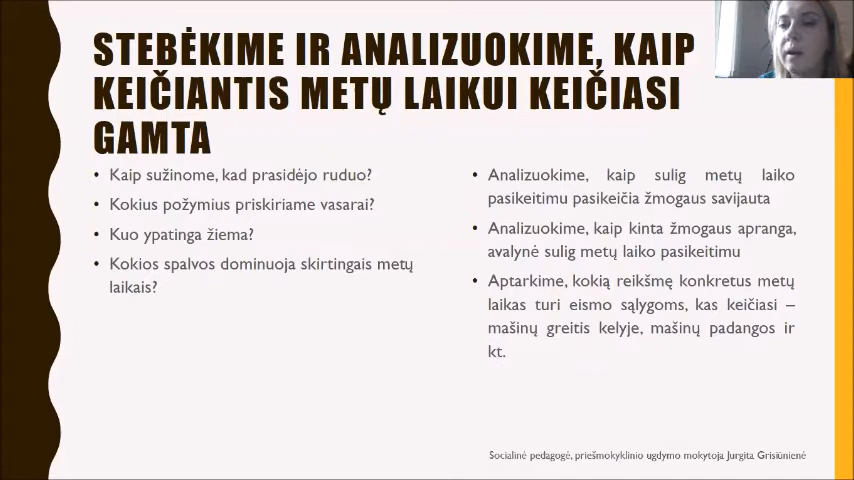 STEBĖKIME IR ANALIZUOKIME, KAIP
KEIČIANTIS METŲ LAIKUI KEIČIASI
GAMTA
• Kaip sužinome, kad prasidėjo ruduo?
• Kokius požymius priskiriame vasarai?
• Kuo ypatinga žiema?
• Kokios spalvos dominuoja skirtingais metų
laikais?
• Analizuokime, kaip sulig metų laiko
pasikeitimu pasikeičia žmogaus savijauta
• Analizuokime, kaip kinta žmogaus apranga,
avalynė sulig metų laiko pasikeitimu
• Aptarkime, kokią reikšmę konkretus metų
laikas turi eismo sąlygoms, kas keičiasi –
mašinų greitis kelyje, mašinų padangos ir
kt.
Socialinė pedagogė, priešmokyklinio ugdymo mokytoja Jurgita Grisiūnienė